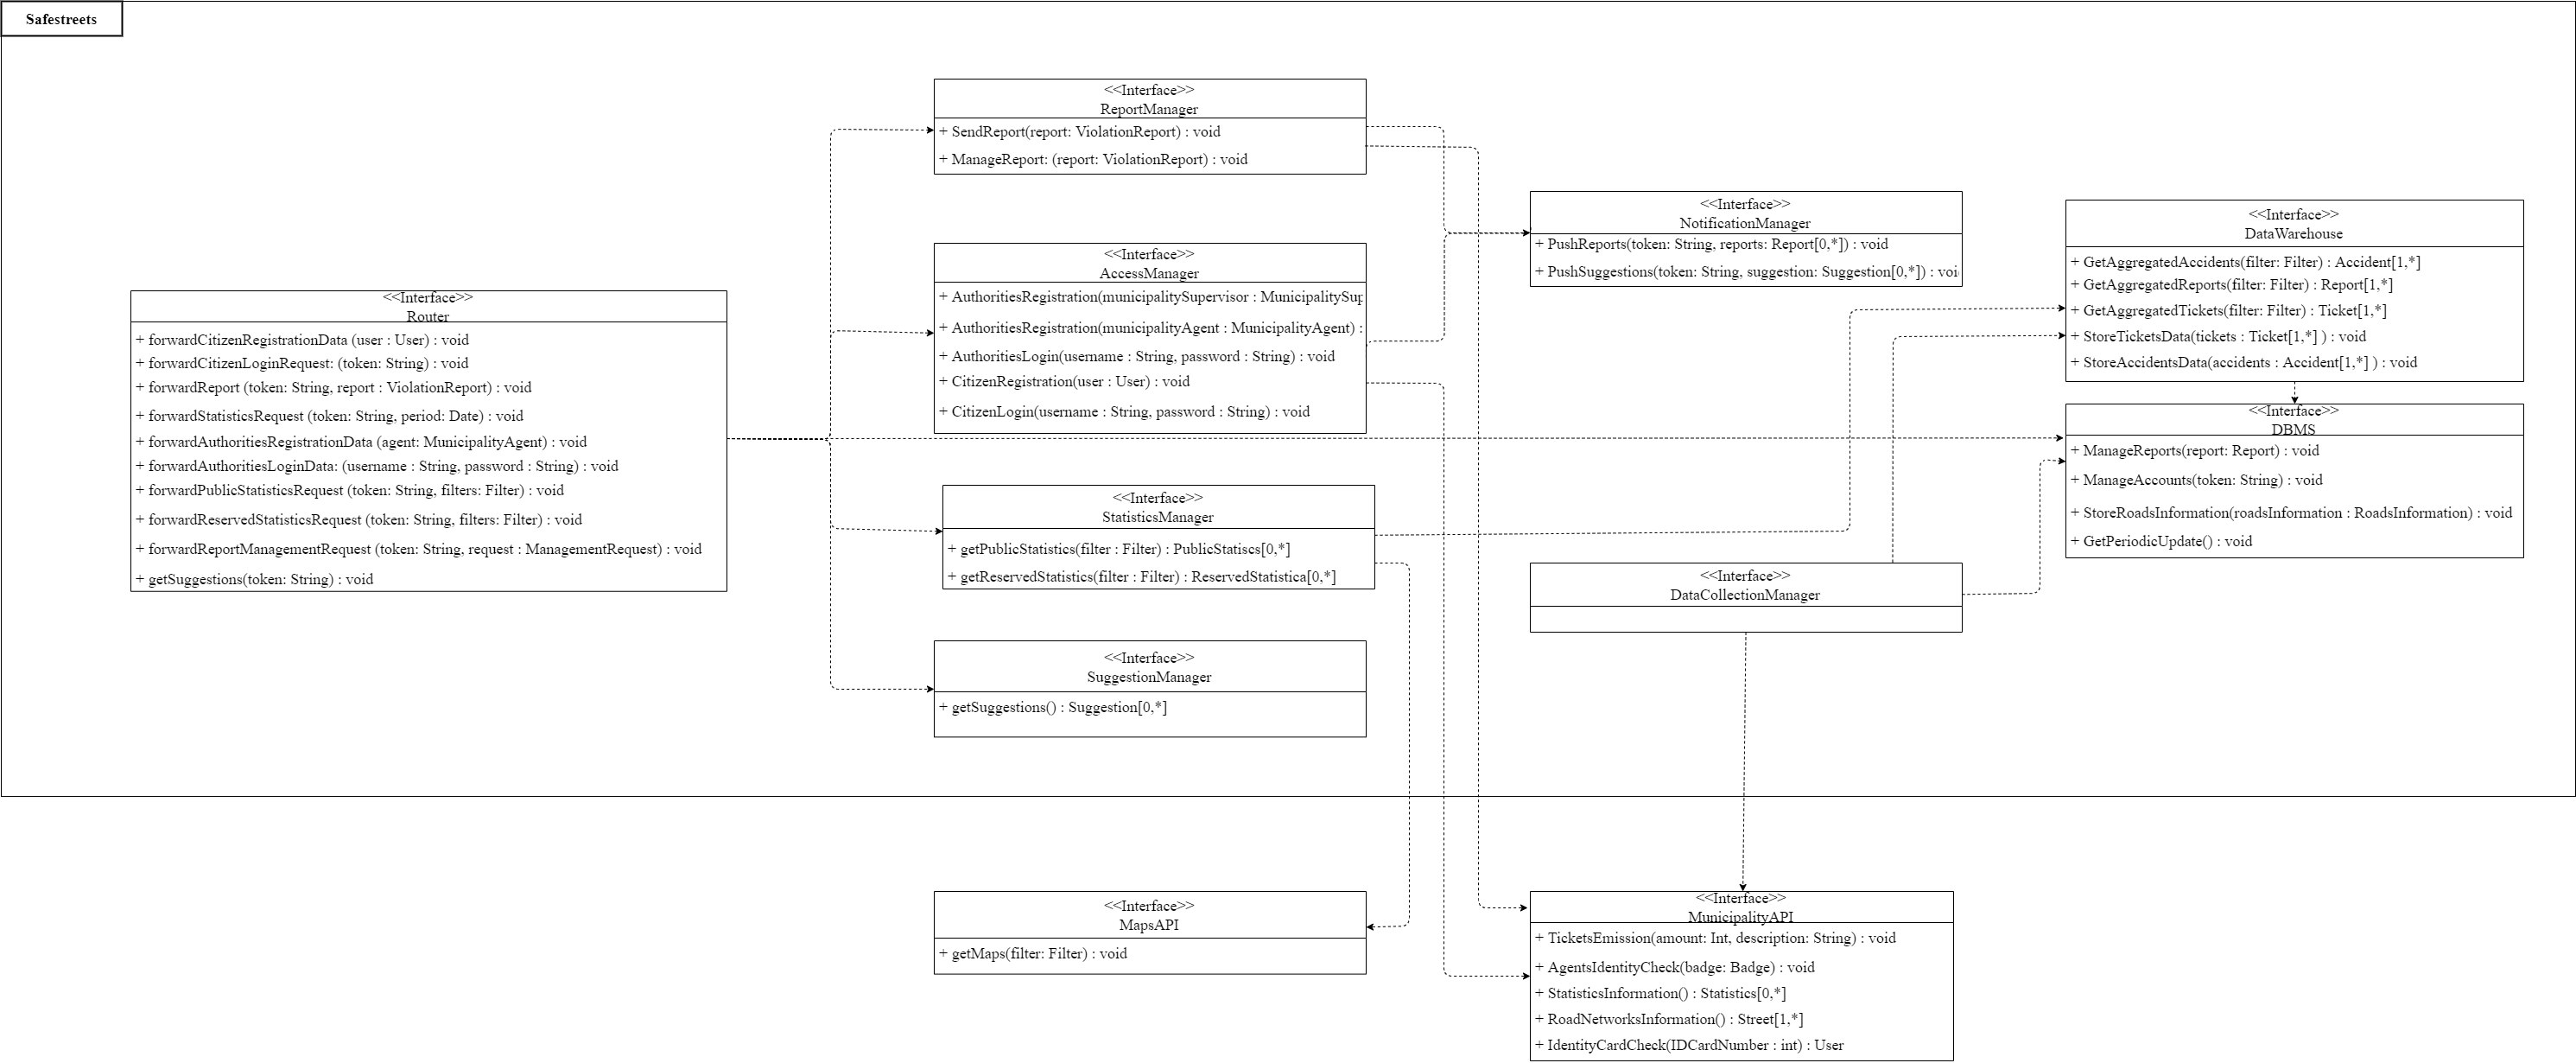 Safestreets
<<Interface>>
ReportManager
+ SendReport(report: ViolationReport) : void
+ ManageReport: (report: ViolationReport) : void
<<Interface>>
NotificationManager
+ PushReports(token: String, reports: Report[0,*]) : void
+ PushSuggestions(token: String, suggestion: Suggestion[0,*]) : voi
<<Interface>>
DataWarehouse
+ GetAggregatedAccidents(filter: Filter) : Accident[1,*]
+ GetAggregatedReports(filter: Filter) : Report[1,*]
+ GetAggregatedTickets(filter: Filter) : Ticket[1,*]
+ StoreTicketsData(tickets : Ticket[1,*] ) : void
+ StoreAccidentsData(accidents : Accident[1,*] ) : void
<<Interface>>
AccessManager
+ AuthoritiesRegistration(municipalitySupervisor : MunicipalitySup
+ AuthoritiesRegistration(municipalityAgent : MunicipalityAgent) :
+ AuthoritiesLogin(username : String, password : String) : void
+ CitizenRegistration(user : User) : void
+ CitizenLogin(username : String, password : String) : void
<<Interface>>
Router
+ forwardCitizenRegistrationData (user : User) : void
+ forwardCitizenLoginRequest: (token: String) : void
+ forwardReport (token: String, report : ViolationReport) : void
+ forwardStatisticsRequest (token: String, period: Date) : void
+ forwardAuthoritiesRegistrationData (agent: MunicipalityAgent) : void
+ forwardAuthoritiesLoginData: (username : String, password : String) : void
+ forwardPublicStatisticsRequest (token: String, filters: Filter) : void
+ forwardReservedStatisticsRequest (token: String, filters: Filter) : void
+ forwardReportManagementRequest (token: String, request : ManagementRequest) : void
+ getSuggestions(token: String) : void
<<Interface>>
DBMS
+ ManageReports(report: Report) : void
+ ManageAccounts(token: String) : void
+ StoreRoadsInformation(roadsInformation : RoadsInformation) : void
+ GetPeriodicUpdate() : void
<<Interface>>
StatisticsManager
+ getPublicStatistics(filter : Filter) : PublicStatiscs[0,*]
+ getReservedStatistics(filter : Filter) : ReservedStatistica[0,*]
<<Interface>>
DataCollectionManager
<<Interface>>
SuggestionManager
+ getSuggestions() : Suggestion[0,*]
<<Interface>>
MapsAPI
+ getMaps(filter: Filter) : void
<<Interface>>
MunicipalityAPI
+ TicketsEmission(amount: Int, description: String) : void
+ AgentsIdentityCheck(badge: Badge) : void
+ StatisticsInformation() : Statistics[0,*]
+ RoadNetworksInformation() : Street[1,*]
+ IdentityCardCheck(IDCardNumber : int) : User